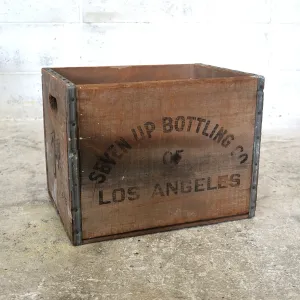 SEVEN UP BOTTLING CO.
OF
LOS ANGELES